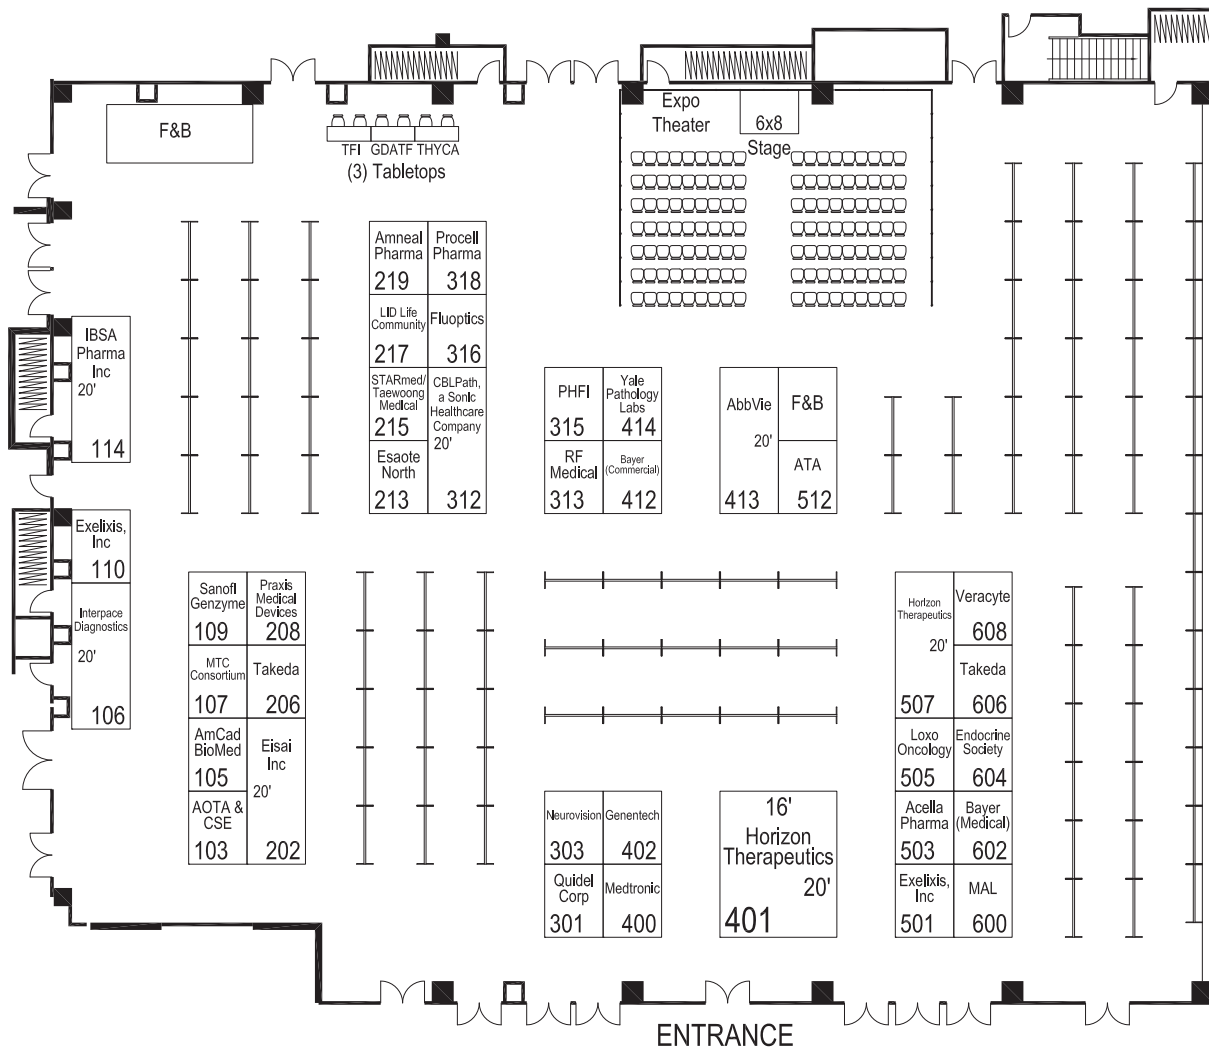 Expo
Theater
6x8
Stage
F&B
TFI GDATF THYCA
(3) Tabletops
Amneal
Pharma
219
Procell
Pharma
318
LID Life
Community
217
Fluoptics
316
STARmed/
Taewoong
Medical
215
CBLPath,
a Sonic
Healthcare
Company
20'
312
Esaote
North
213
IBSA
Pharma
Inc
20'
114
PHFI
315
Yale
Pathology
Labs
414
RF
Medical
313
Bayer
(Commercial)
412
AbbVie
20'
413
F&B
ATA
512
Exelixis,
Inc
110
Interpace
Diagnostics
20'
106
Sanofi
Genzyme
109
Praxis
Medical
Devices
208
MTC
Consortium
107
Takeda
206
AmCad
BioMed
105
Eisai
Inc
20'
202
AOTA &
CSE
103
Horizon
Therapeutics
20'
507
Veracyte
608
Takeda
606
Loxo
Oncology
505
Endocrine
Society
604
Acella
Pharma
503
Bayer
(Medical)
602
Exelixis,
Inc
501
MAL
600
Neurovision
303
Genentech
402
Quidel
Corp
301
Medtronic
400
16'
Horizon
Therapeutics
20'
401
ENTRANCE